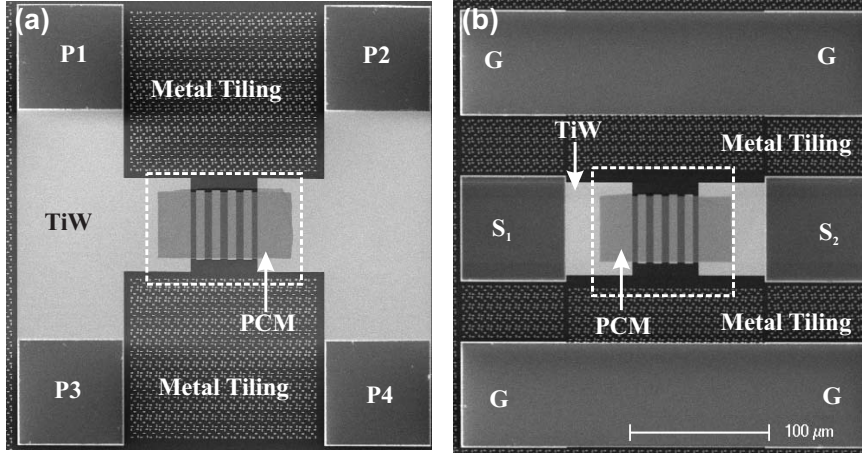 (a)
P1
P2
Metal Tiling
TiW
PCM
Metal Tiling
P3
P4
(b)
G
G
TiW
Metal Tiling
S₁
S₂
PCM
Metal Tiling
G
G
100 μm